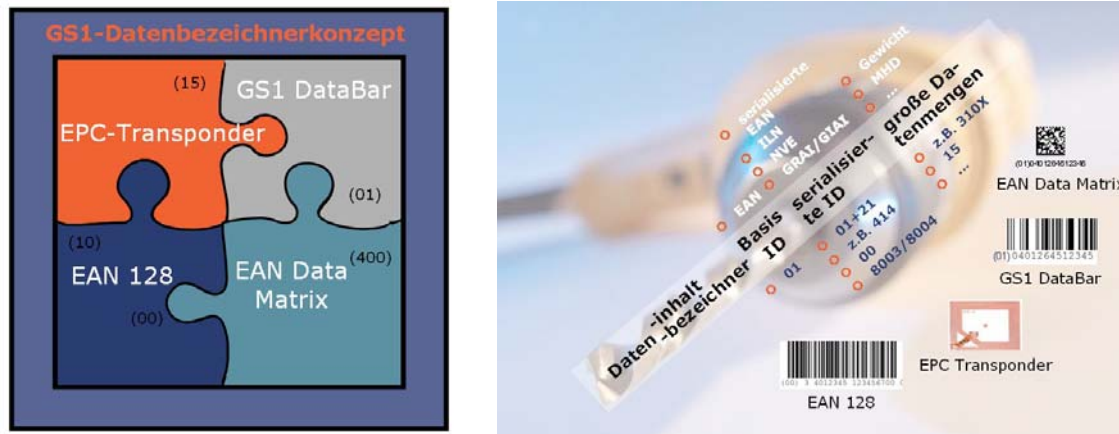 GS1-Datenbezeichnerkonzept
(15)
GS1 DataBar
EPC-Transponder
(01)
(10)
EAN 128
EAN Data
Matrix
(400)
(00)
serialisierte
EAN
ILN
NVE
GRAI/GIAI
EAN
Gewicht
MHD
...
Daten
-inhalt
-bezeichner
Basis
ID
serialisier-
te ID
große Da-
tenmengen
01
01+21
z.B. 414
00
8003/8004
z.B. 310X
15
...
EAN Data Matrix
(01)0401264512345
GS1 DataBar
EPC Transponder
EAN 128